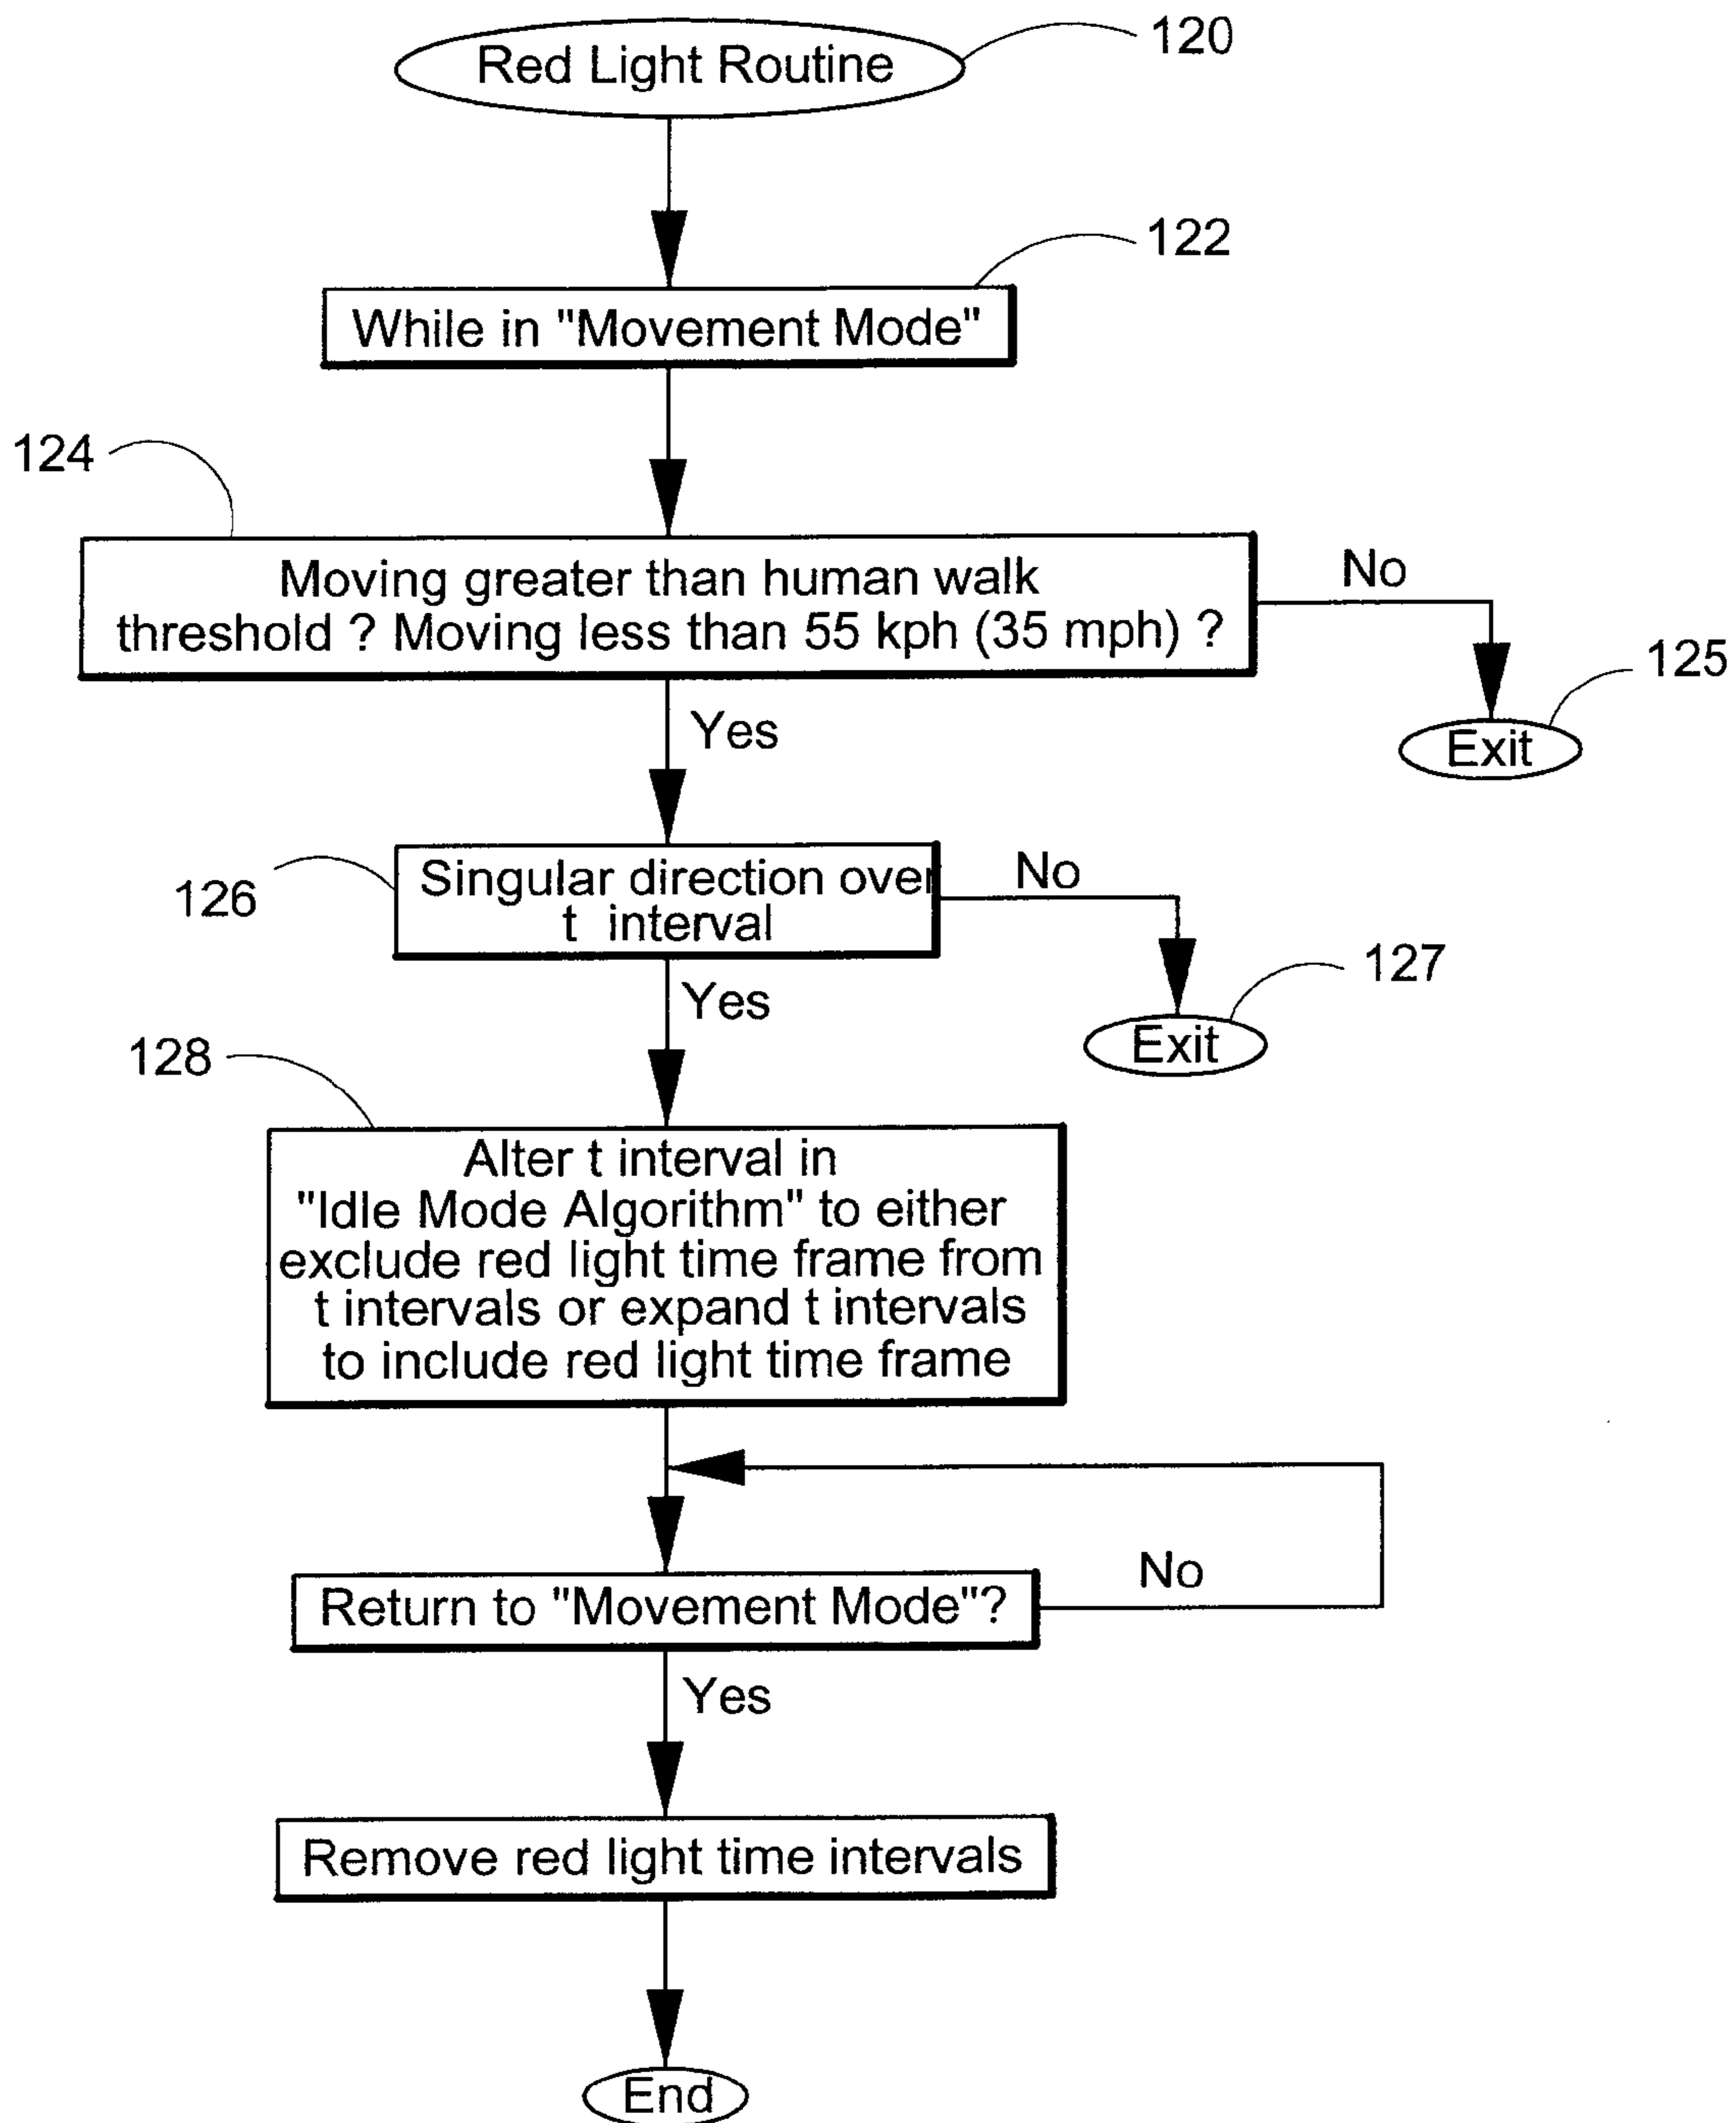 Red Light Routine
120
122
While in "Movement Mode"
124
Moving greater than human walk
threshold ? Moving less than 55 kph (35 mph) ?
No
125
Exit
Yes
126
Singular direction over
t interval
No
127
Exit
Yes
128
Alter t interval in
"Idle Mode Algorithm" to either
exclude red light time frame from
t intervals or expand t intervals
to include red light time frame
Return to "Movement Mode"?
No
Yes
Remove red light time intervals
End